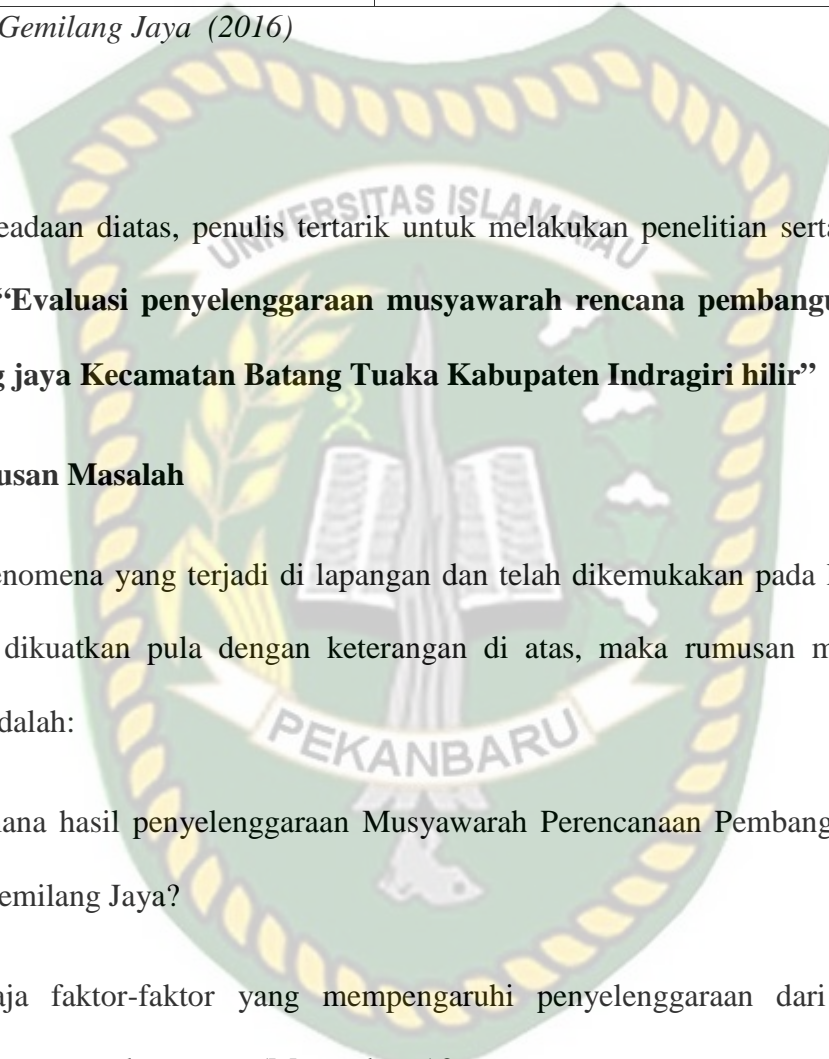 Gemilang Jaya (2016)
UNIVERSITAS ISLAM RIAU
eadaan diatas, penulis tertarik untuk melakukan penelitian serta
“Evaluasi penyelenggaraan musyawarah rencana pembangu
g jaya Kecamatan Batang Tuaka Kabupaten Indragiri hilir”
usan Masalah
enomena yang terjadi di lapangan dan telah dikemukakan pada
dikuatkan pula dengan keterangan di atas, maka rumusan m
dalah:
PEKANBARU
ana hasil penyelenggaraan Musyawarah Perencanaan Pembang
emilang Jaya?
aja faktor-faktor yang mempengaruhi penyelenggaraan dari